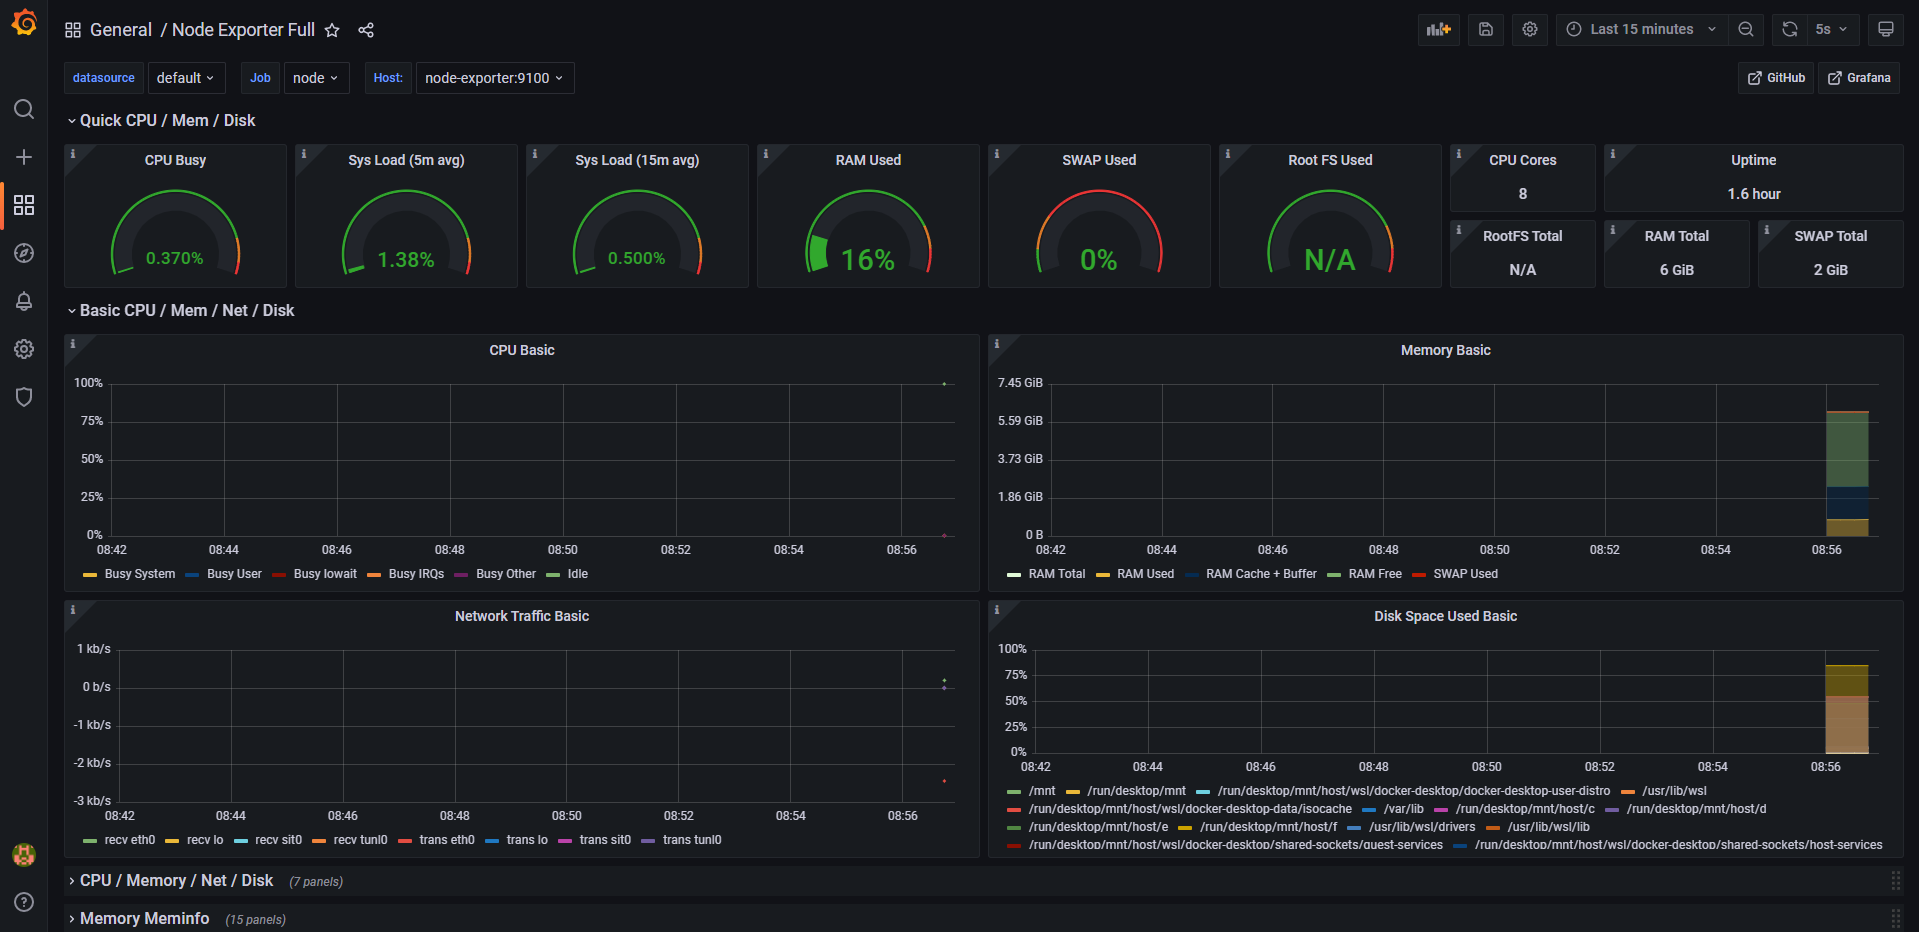 General / Node Exporter Full
Last 15 minutes
5s
datasource default Job node Host: node-exporter:9100
GitHub Grafana
Quick CPU / Mem / Disk
CPU Busy
0.370%
Sys Load (5m avg)
1.38%
Sys Load (15m avg)
0.500%
RAM Used
16%
SWAP Used
0%
Root FS Used
N/A
CPU Cores
8
Uptime
1.6 hour
RootFS Total
N/A
RAM Total
6 GiB
SWAP Total
2 GiB
Basic CPU / Mem / Net / Disk
CPU Basic
100%
75%
50%
25%
0%
08:42 08:44 08:46 08:48 08:50 08:52 08:54 08:56
Busy System Busy User Busy Iowait Busy IRQs Busy Other Idle
Memory Basic
7.45 GiB
5.59 GiB
3.73 GiB
1.86 GiB
0 B
08:42 08:44 08:46 08:48 08:50 08:52 08:54 08:56
RAM Total RAM Used RAM Cache + Buffer RAM Free SWAP Used
Network Traffic Basic
1 kb/s
0 b/s
-1 kb/s
-2 kb/s
-3 kb/s
08:42 08:44 08:46 08:48 08:50 08:52 08:54 08:56
recv eth0 recv lo recv sit0 recv tunl0 trans eth0 trans lo trans sit0 trans tunl0
Disk Space Used Basic
100%
75%
50%
25%
0%
08:42 08:44 08:46 08:48 08:50 08:52 08:54 08:56
/mnt /run/desktop/mnt /run/desktop/mnt/host/wsl/docker-desktop/docker-desktop-user-distro /usr/lib/wsl
/run/desktop/mnt/host/wsl/docker-desktop-data/isocache /var/lib /run/desktop/mnt/host/c /run/desktop/mnt/host/d
/run/desktop/mnt/host/e /run/desktop/mnt/host/f /usr/lib/wsl/drivers /usr/lib/wsl/lib
/run/desktop/mnt/host/wsl/docker-desktop/shared-sockets/guest-services /run/desktop/mnt/host/wsl/docker-desktop/shared-sockets/host-services
CPU / Memory / Net / Disk (7 panels)
Memory Meminfo (15 panels)